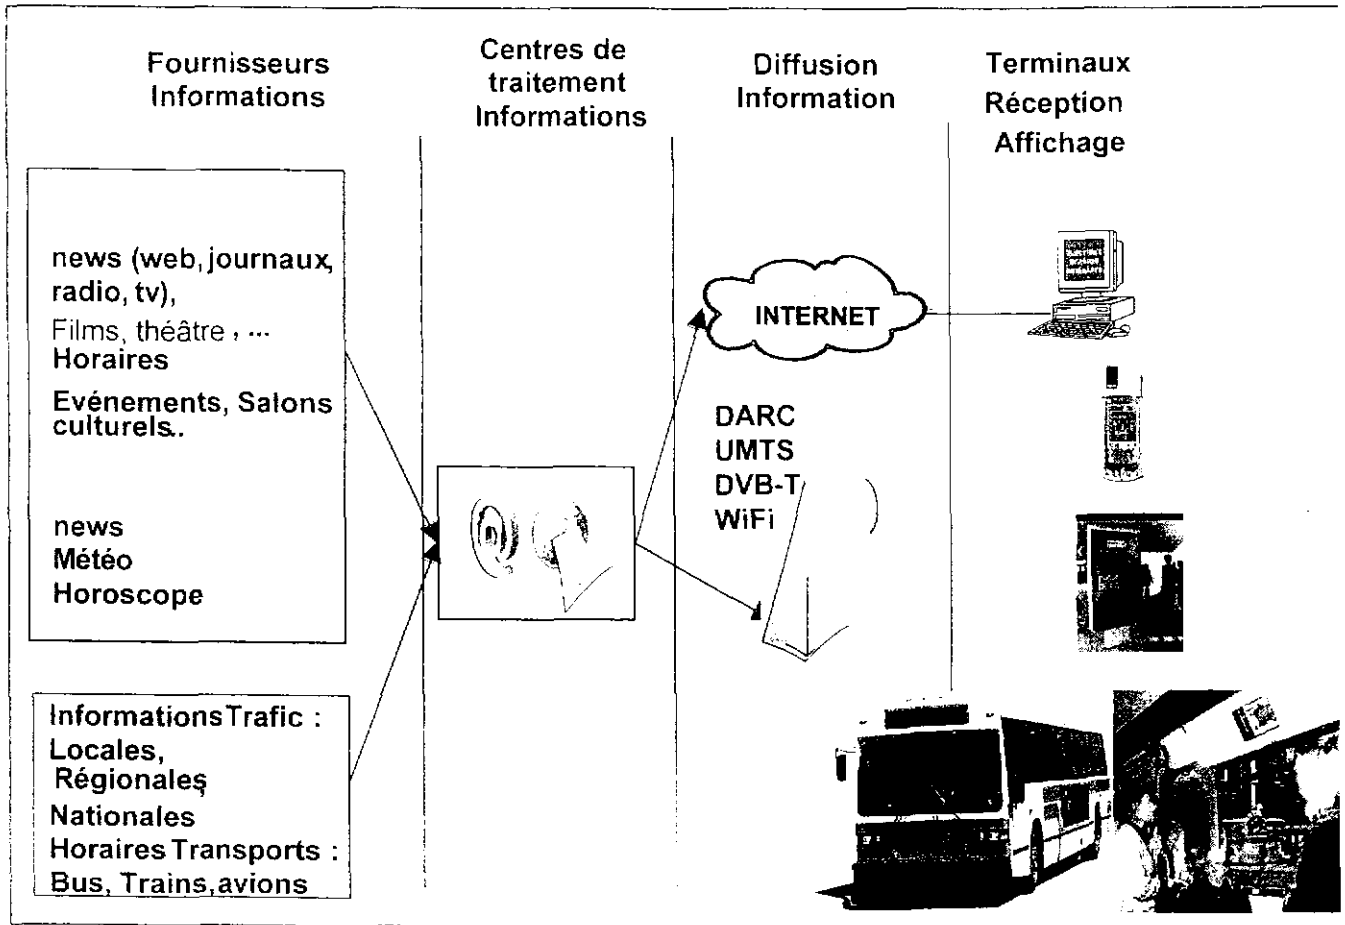 Fournisseurs
Informations
Centres de
traitement
Informations
Diffusion
Information
Terminaux
Réception
Affichage
news (web, journaux,
radio, tv),
Films, théâtre , ...
Horaires
Evénements, Salons
culturels..
news
Météo
Horoscope
Informations Trafic :
Locales,
Régionales,
Nationales
Horaires Transports :
Bus, Trains, avions
INTERNET
DARC
UMTS
DVB-T
WiFi